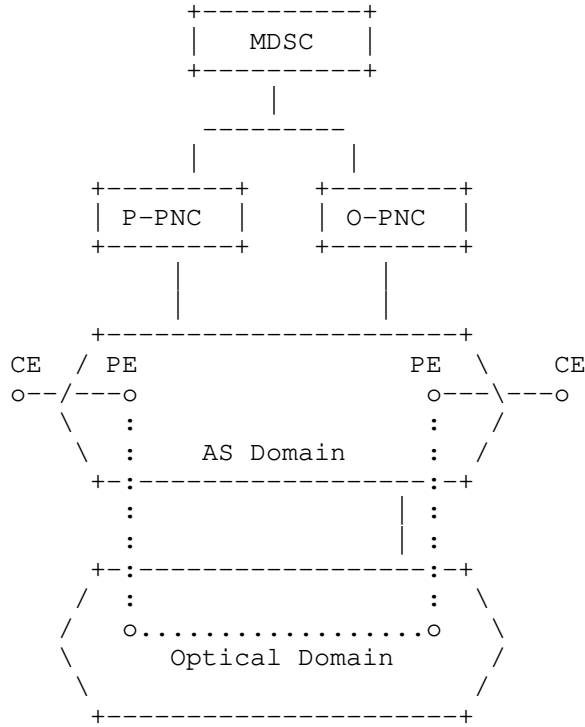 MDSC
P-PNC O-PNC
CE PE PE CE
AS Domain
Optical Domain